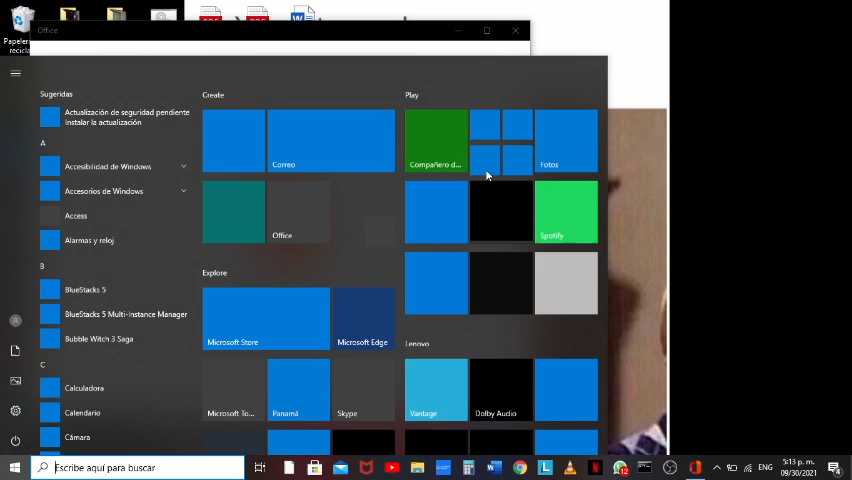 Office
Papelera
recicla
Sugeridas
Actualización de seguridad pendiente
Instalar la actualización
A
Accesibilidad de Windows
Accesorios de Windows
Access
Alarmas y reloj
B
BlueStacks 5
BlueStacks 5 Multi-Instance Manager
Bubble Witch 3 Saga
C
Calculadora
Calendario
Cámara
Create
Correo
Office
Explore
Microsoft Store
Microsoft Edge
Microsoft To...
Panamá
Skype
Play
Compañero d...
Fotos
Spotify
Lenovo
Vantage
Dolby Audio
Escribe aquí para buscar
12
ENG
5:13 p. m.
09/30/2021
4